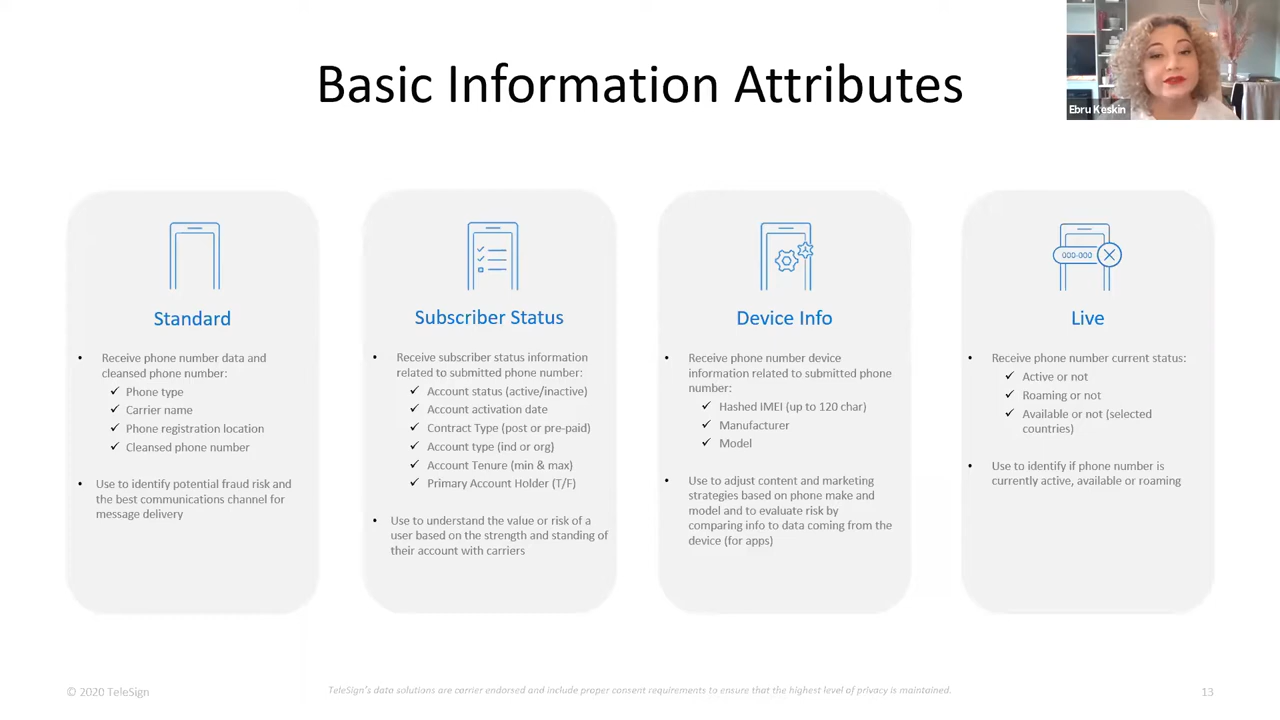 Basic Information Attributes
Ebru Keskin
Standard
• Receive phone number data and
cleansed phone number:
✓ Phone type
✓ Carrier name
✓ Phone registration location
✓ Cleansed phone number
• Use to identify potential fraud risk and
the best communications channel for
message delivery
Subscriber Status
• Receive subscriber status information
related to submitted phone number:
✓ Account status (active/inactive)
✓ Account activation date
✓ Contract Type (post or pre-paid)
✓ Account type (ind or org)
✓ Account Tenure (min & max)
✓ Primary Account Holder (T/F)
• Use to understand the value or risk of a
user based on the strength and standing of
their account with carriers
Device Info
• Receive phone number device
information related to submitted phone
number:
✓ Hashed IMEI (up to 120 char)
✓ Manufacturer
✓ Model
• Use to adjust content and marketing
strategies based on phone make and
model and to evaluate risk by
comparing info to data coming from the
device (for apps)
000-000
Live
• Receive phone number current status:
✓ Active or not
✓ Roaming or not
✓ Available or not (selected
countries)
• Use to identify if phone number is
currently active, available or roaming
© 2020 TeleSign
TeleSign's data solutions are carrier endorsed and include proper consent requirements to ensure that the highest level of privacy is maintained.
13